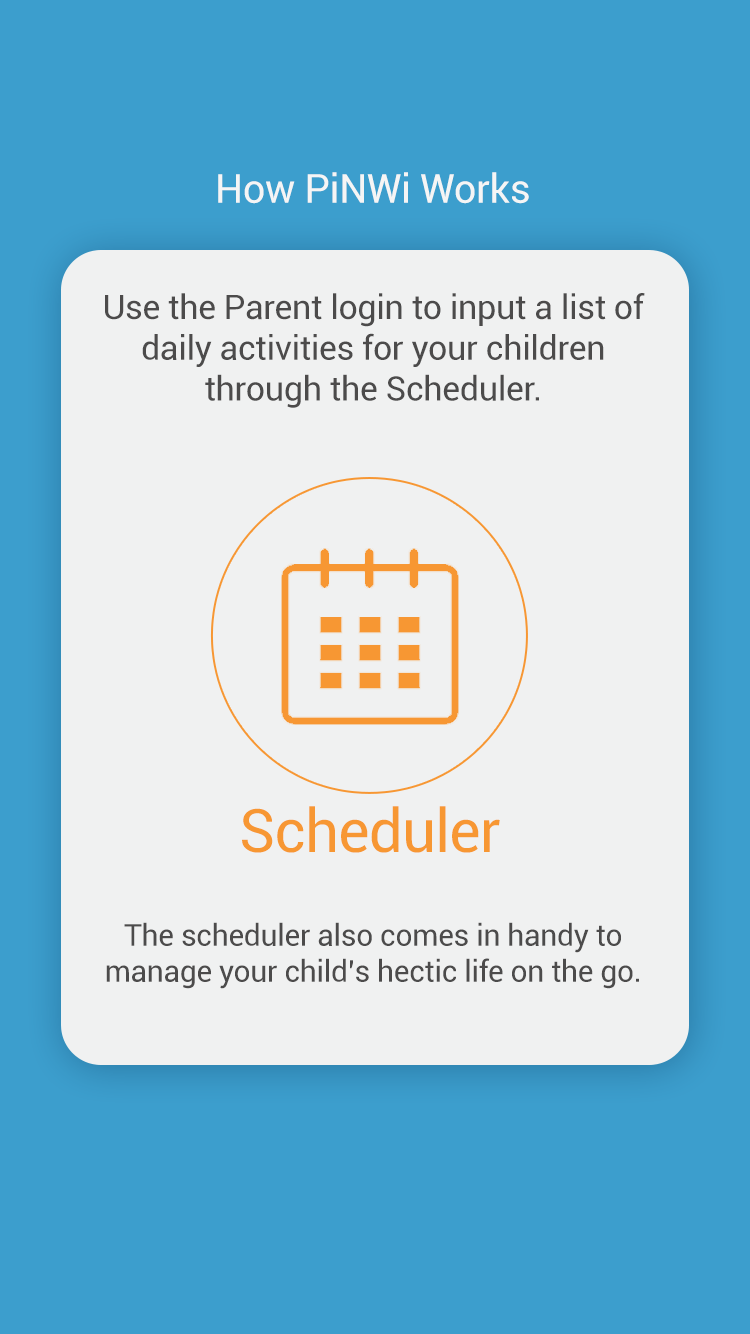 How PiNWi Works
Use the Parent login to input a list of
daily activities for your children
through the Scheduler.
Scheduler
The scheduler also comes in handy to
manage your child's hectic life on the go.